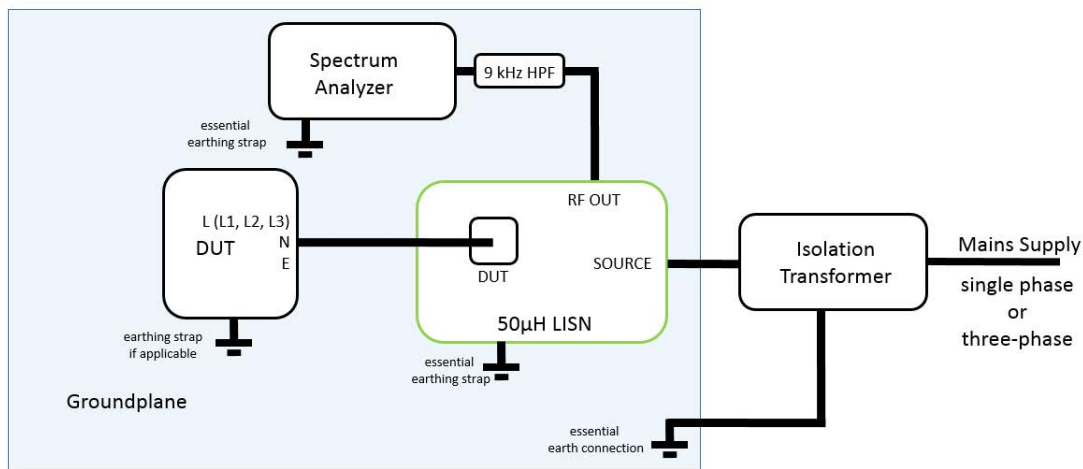 Spectrum
Analyzer
9 kHz HPF
essential
earthing strap
RF OUT
L (L1, L2, L3)
DUT
N
E
DUT
SOURCE
50µH LISN
Isolation
Transformer
Mains Supply
single phase
or
three-phase
earthing strap
if applicable
essential
earthing strap
Groundplane
essential
earth connection